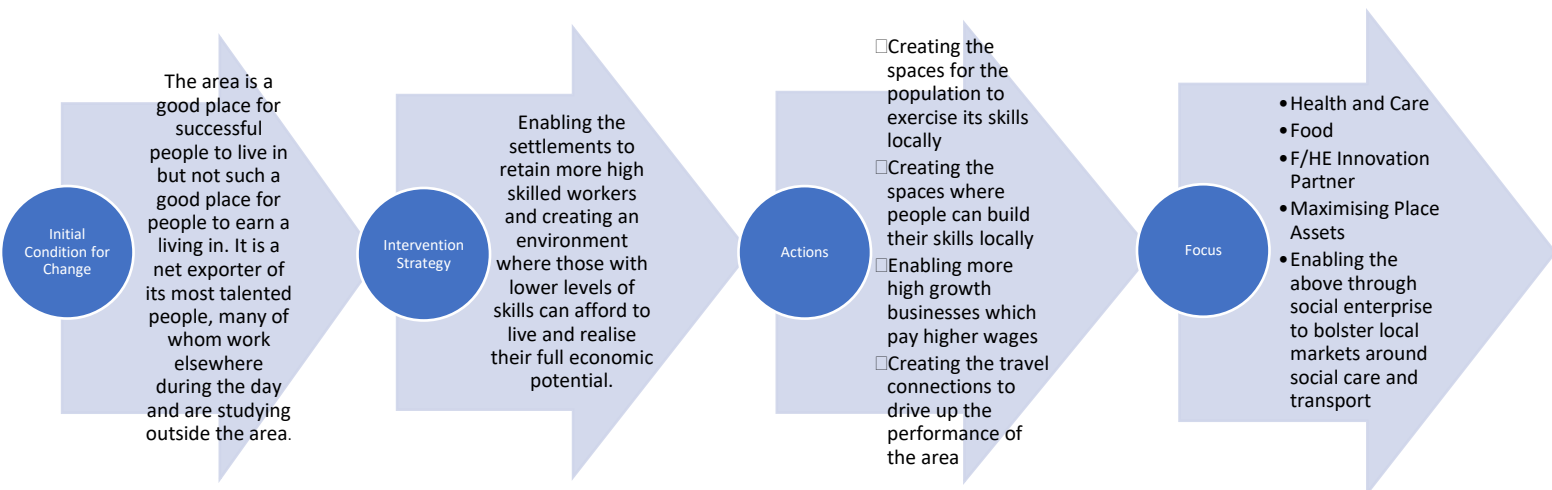 Initial
Condition for
Change
The area is a
good place for
successful
people to live in
but not such a
good place for
people to earn a
living in. It is a
net exporter of
its most talented
people, many of
whom work
elsewhere
during the day
and are studying
outside the area.
Intervention
Strategy
Enabling the
settlements to
retain more high
skilled workers
and creating an
environment
where those with
lower levels of
skills can afford to
live and realise
their full economic
potential.
Actions
□Creating the
spaces for the
population to
exercise its skills
locally
□Creating the
spaces where
people can build
their skills locally
□Enabling more
high growth
businesses which
pay higher wages
□Creating the travel
connections to
drive up the
performance of
the area
Focus
•Health and Care
•Food
•F/HE Innovation
Partner
•Maximising Place
Assets
•Enabling the
above through
social enterprise
to bolster local
markets around
social care and
transport